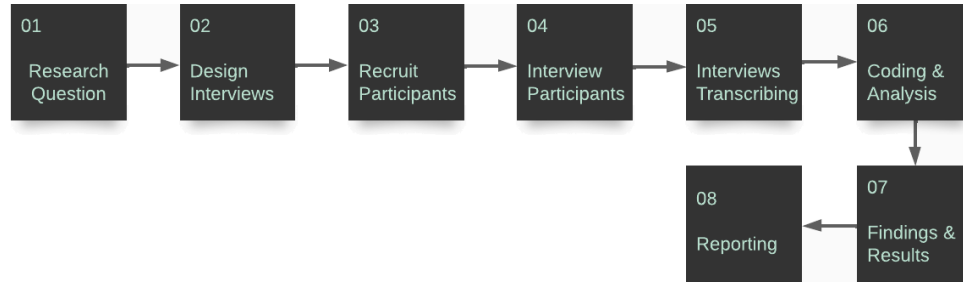 01
Research
Question
02
Design
Interviews
03
Recruit
Participants
04
Interview
Participants
05
Interviews
Transcribing
06
Coding &
Analysis
07
Findings &
Results
08
Reporting